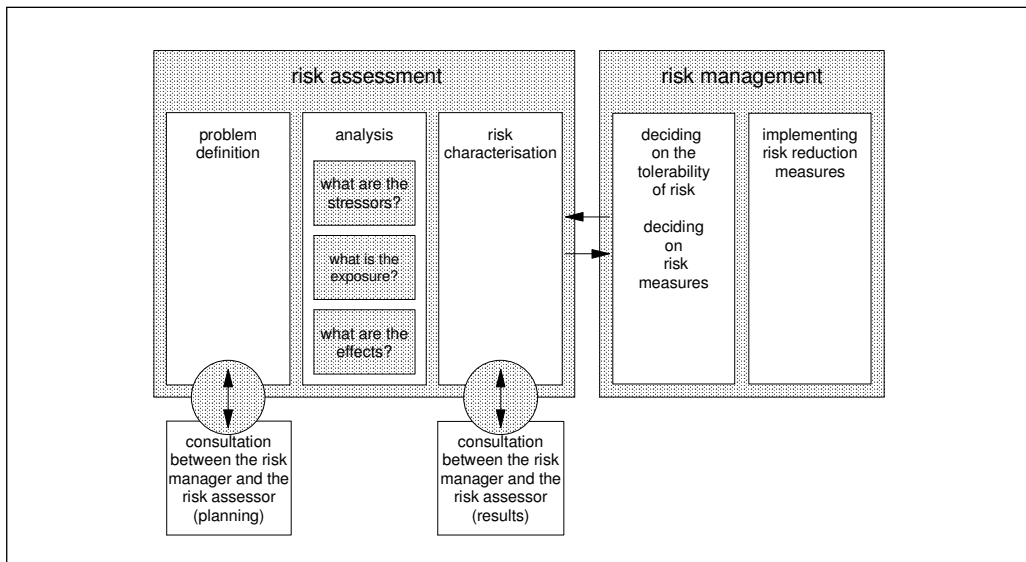 risk assessment
problem
definition
analysis
what are the
stressors?
what is the
exposure?
what are the
effects?
risk
characterisation
risk management
deciding
on the
tolerability
of risk
deciding
on
risk
measures
implementing
risk reduction
measures
consultation
between the risk
manager and the
risk assessor
(planning)
consultation
between the risk
manager and the
risk assessor
(results)